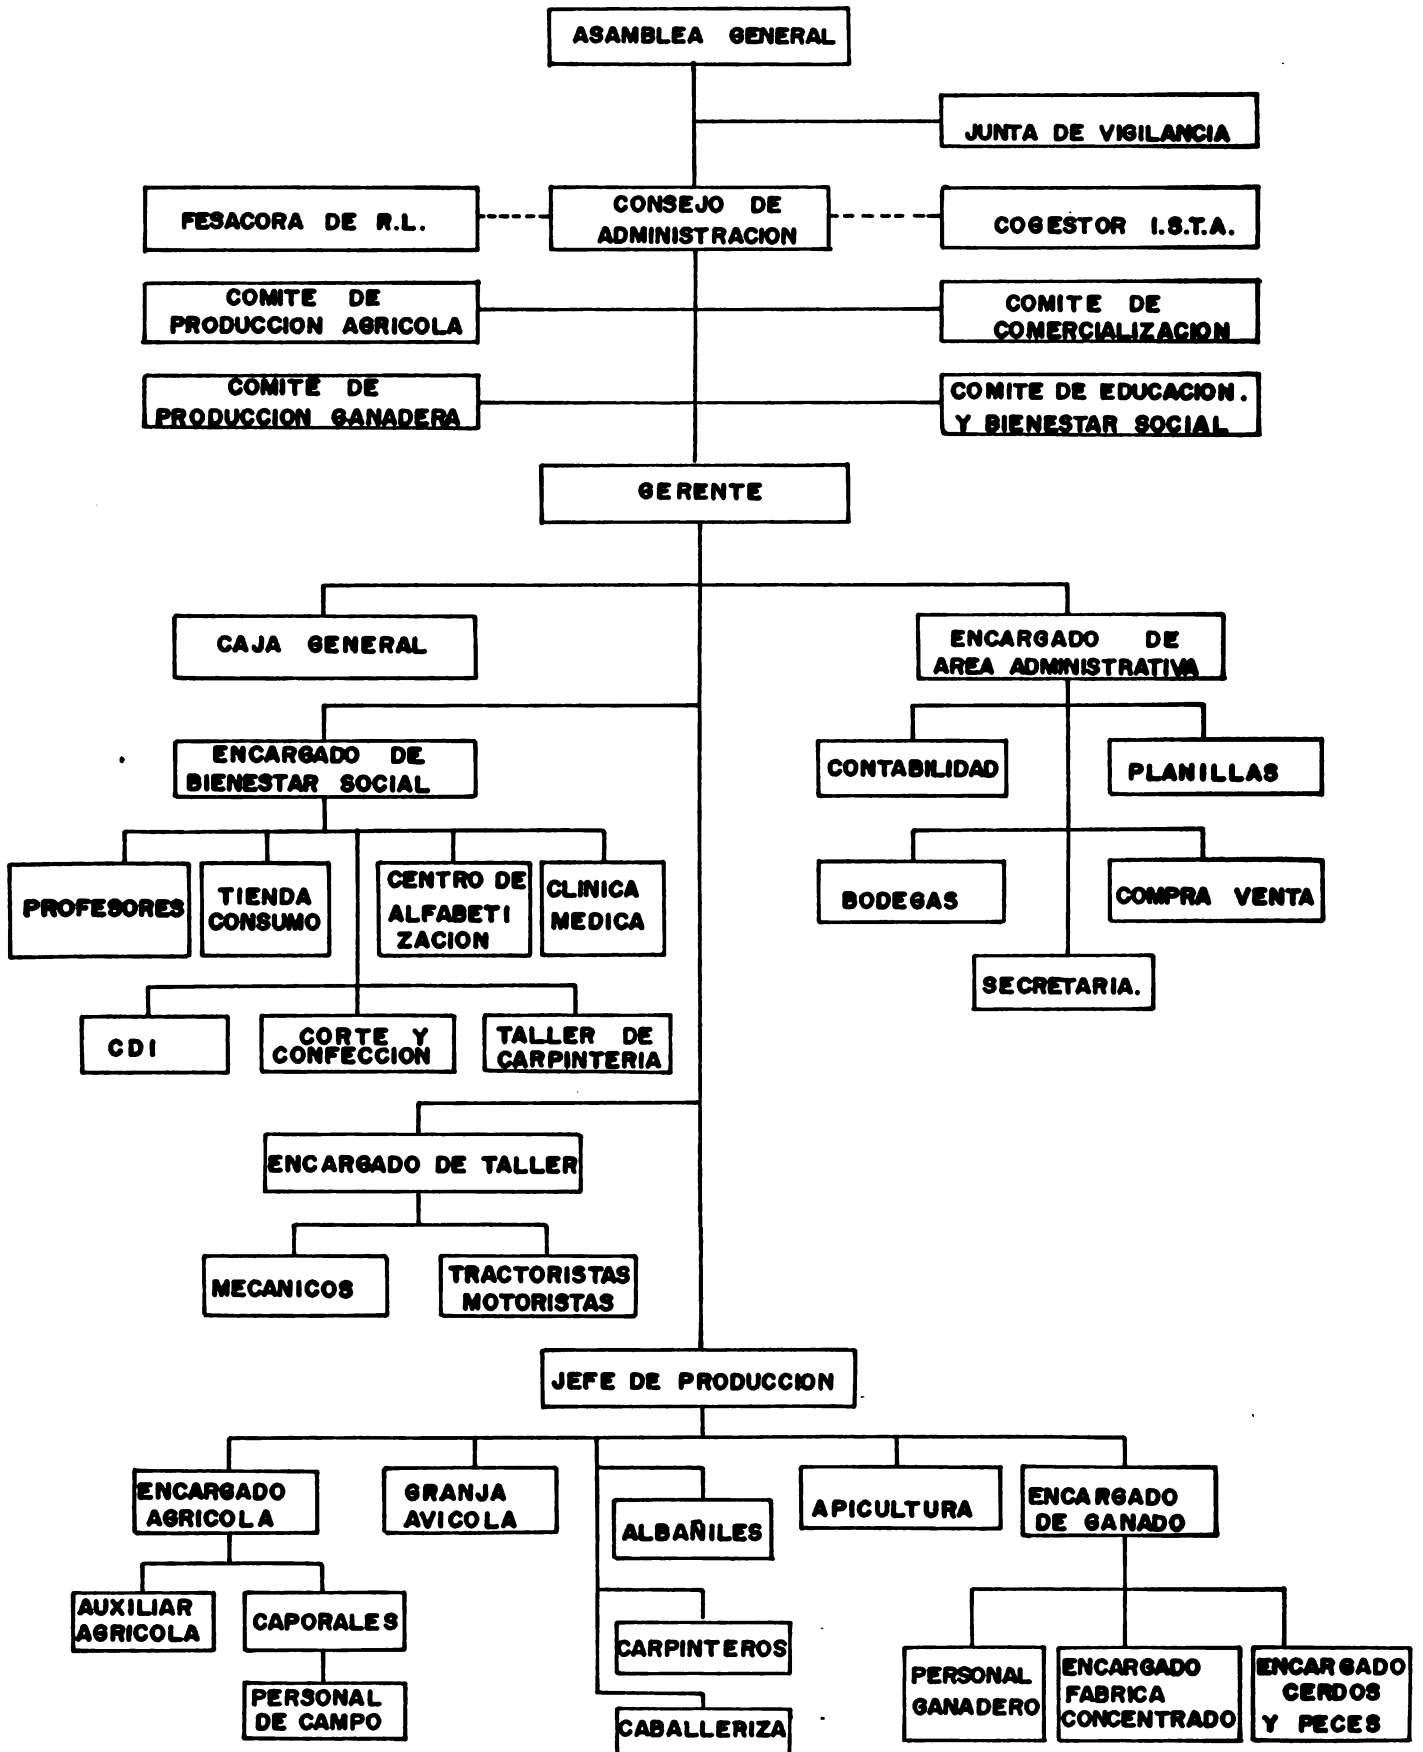 ASAMBLEA GENERAL
JUNTA DE VIGILANCIA
FESACORA DE R.L.
CONSEJO DE
ADMINISTRACION
COGESTOR I.S.T.A.
COMITE DE
PRODUCCION AGRICOLA
COMITE DE
COMERCIALIZACION
COMITE DE
PRODUCCION GANADERA
COMITE DE EDUCACION.
Y BIENESTAR SOCIAL
GERENTE
CAJA GENERAL
ENCARGADO DE
AREA ADMINISTRATIVA
ENCARGADO DE
BIENESTAR SOCIAL
CONTABILIDAD
PLANILLAS
PROFESORES
TIENDA
CONSUMO
CENTRO DE
ALFABETI
ZACION
CLINICA
MEDICA
BODEGAS
COMPRA VENTA
SECRETARIA.
CDI
CORTE Y
CONFECCION
TALLER DE
CARPINTERIA
ENCARGADO DE TALLER
MECANICOS
TRACTORISTAS
MOTORISTAS
JEFE DE PRODUCCION
ENCARGADO
AGRICOLA
GRANJA
AVICOLA
ALBAÑILES
APICULTURA
ENCARGADO
DE GANADO
AUXILIAR
AGRICOLA
CAPORALES
CARPINTEROS
PERSONAL
GANADERO
ENCARGADO
FABRICA
CONCENTRADO
ENCARGADO
CERDOS
Y PECES
PERSONAL
DE CAMPO
CABALLERIZA